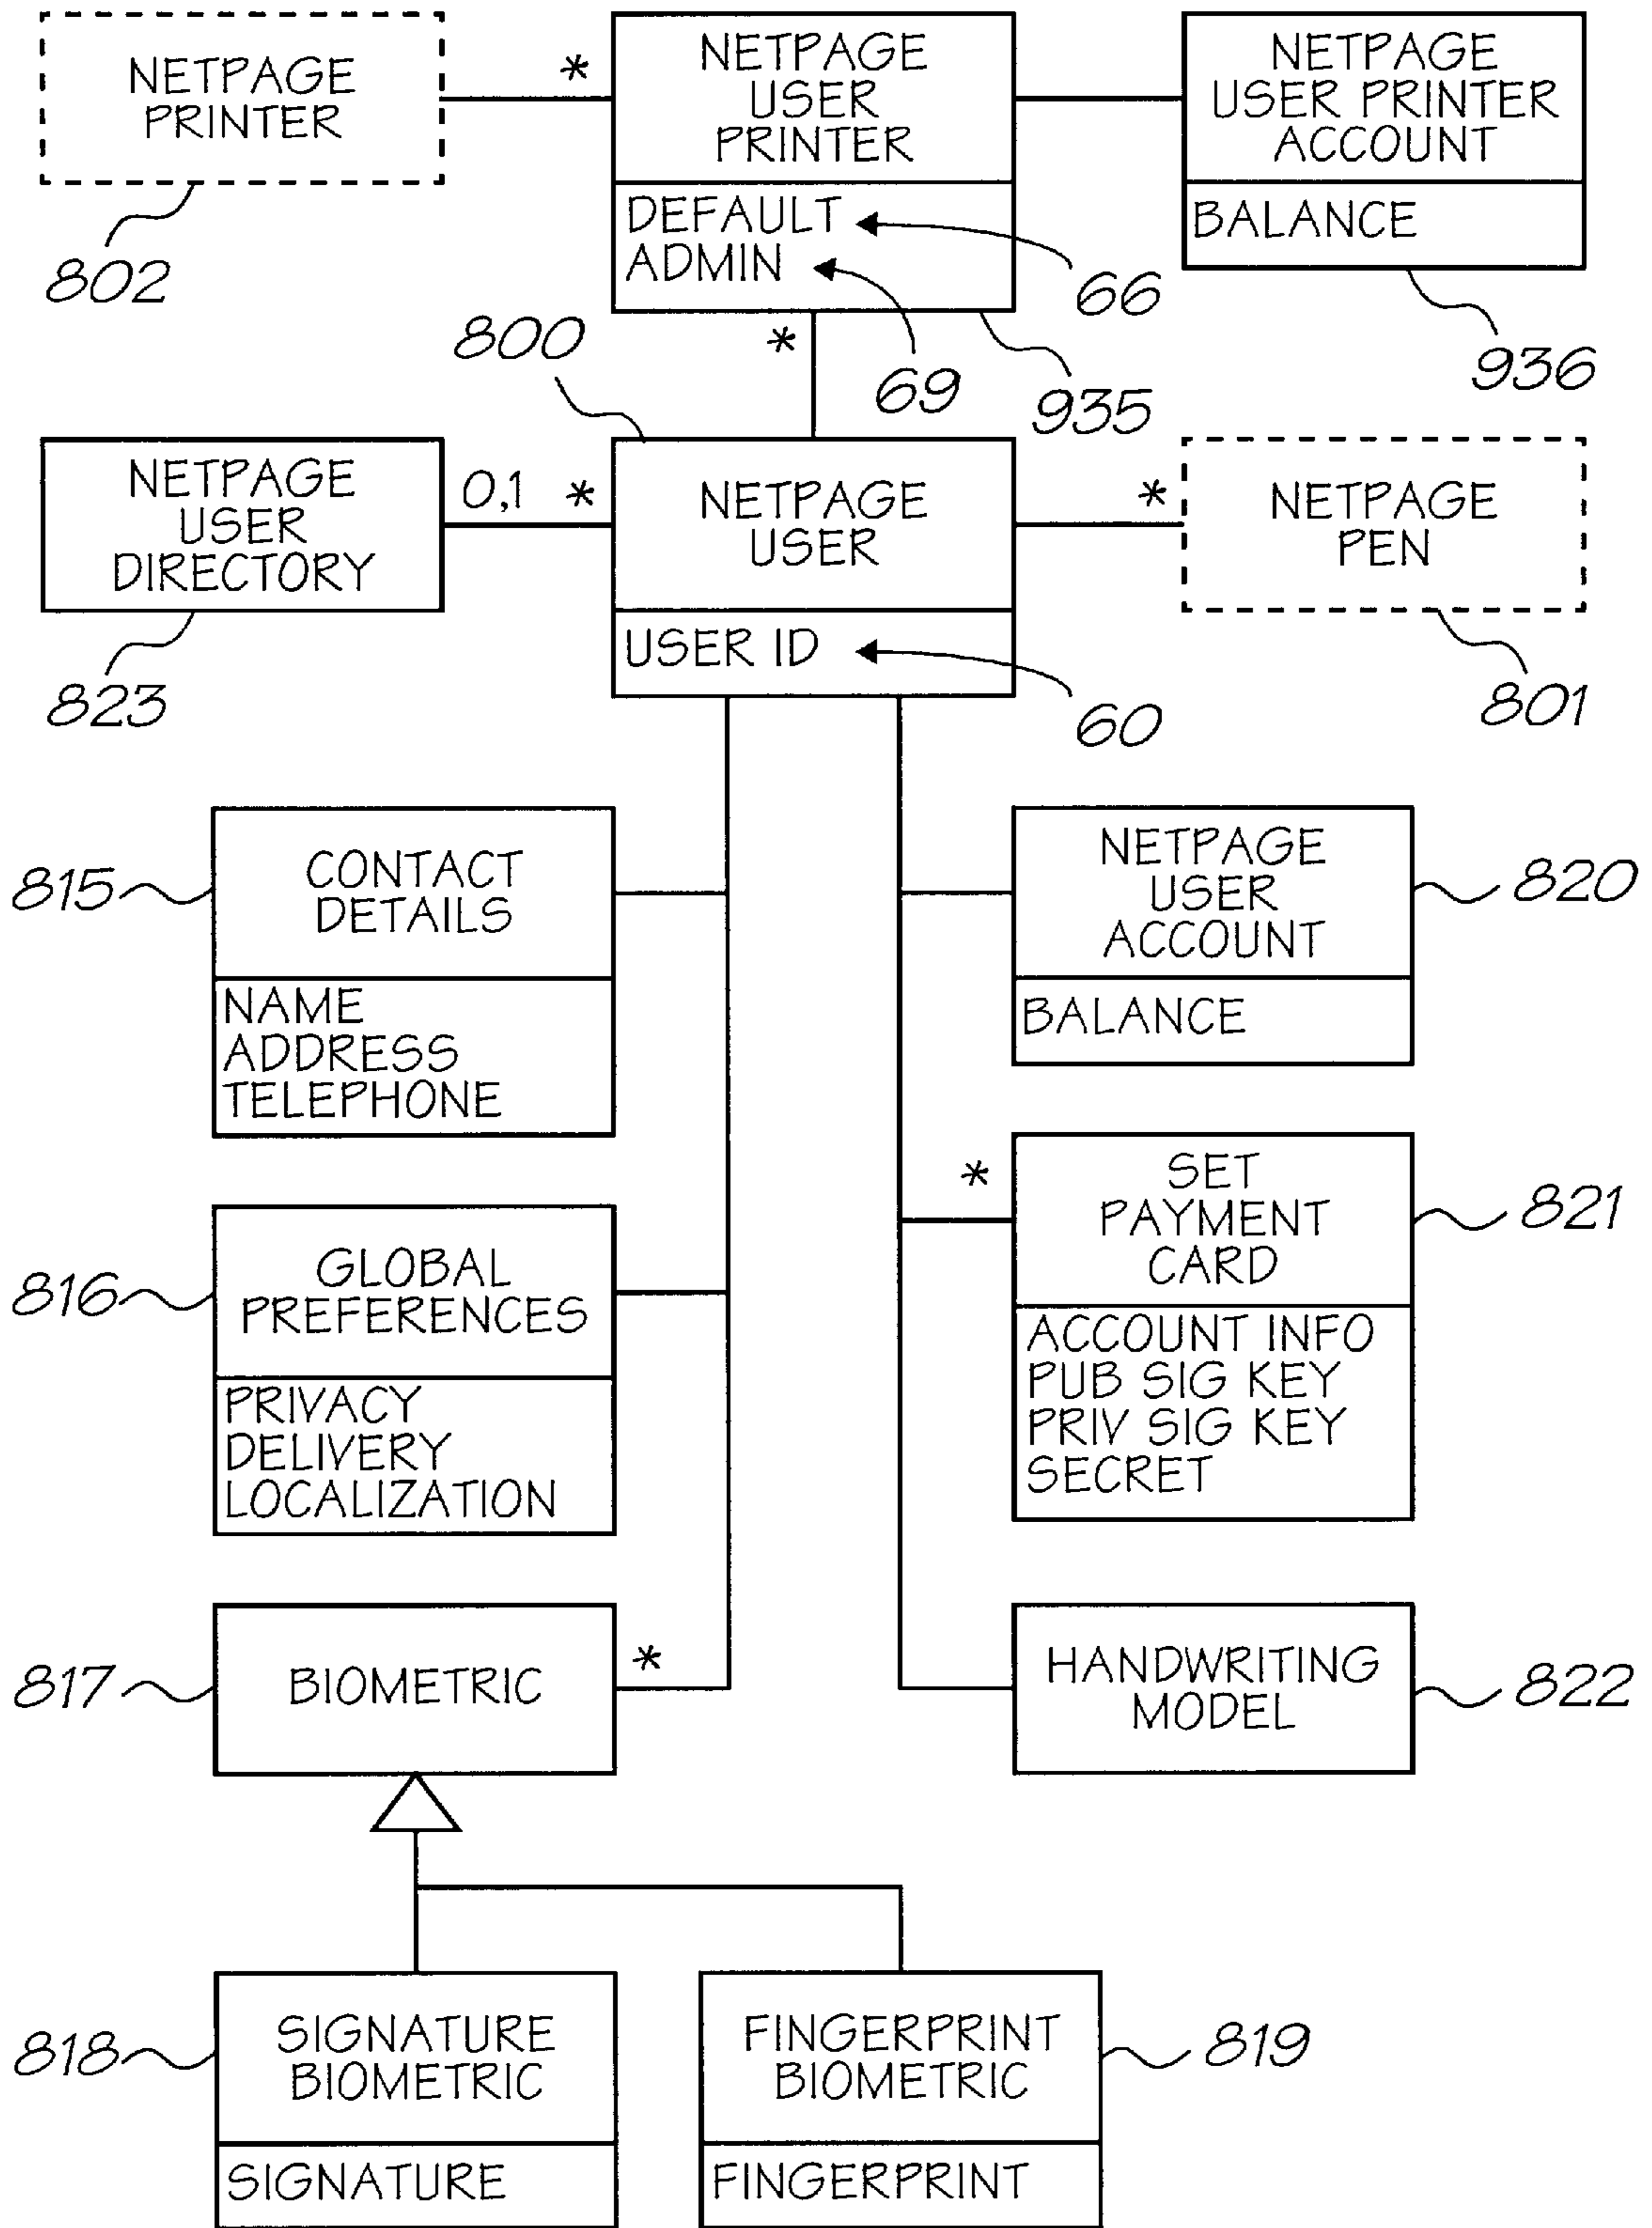 NETPAGE
PRINTER
802
*
NETPAGE
USER
PRINTER
DEFAULT
ADMIN
66
69
935
*
NETPAGE
USER PRINTER
ACCOUNT
BALANCE
936
800
NETPAGE
USER
DIRECTORY
823
0,1 *
NETPAGE
USER
USER ID
60
*
NETPAGE
PEN
801
815
CONTACT
DETAILS
NAME
ADDRESS
TELEPHONE
NETPAGE
USER
ACCOUNT
BALANCE
820
816
GLOBAL
PREFERENCES
PRIVACY
DELIVERY
LOCALIZATION
*
SET
PAYMENT
CARD
ACCOUNT INFO
PUB SIG KEY
PRIV SIG KEY
SECRET
821
817
BIOMETRIC
*
HANDWRITING
MODEL
822
818
SIGNATURE
BIOMETRIC
SIGNATURE
FINGERPRINT
BIOMETRIC
FINGERPRINT
819